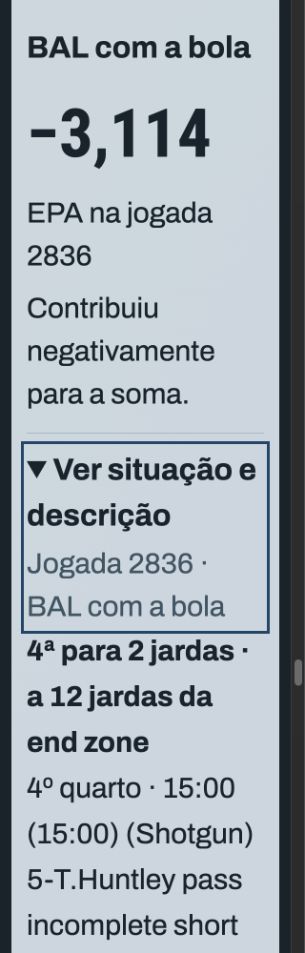 BAL com a bola
−3,114
EPA na jogada
2836
Contribuiu
negativamente
para a soma.
▼ Ver situação e
descrição
Jogada 2836 ·
BAL com a bola
4ª para 2 jardas ·
a 12 jardas da
end zone
4º quarto · 15:00
(15:00) (Shotgun)
5-T.Huntley pass
incomplete short